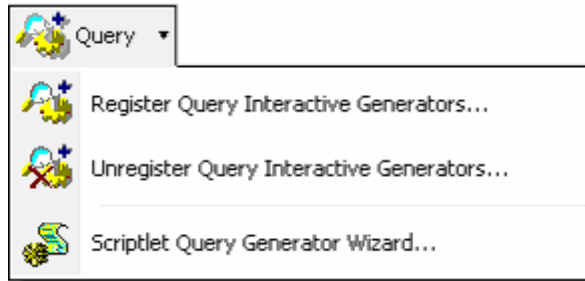 Query
Register Query Interactive Generators...
Unregister Query Interactive Generators...
Scriptlet Query Generator Wizard...